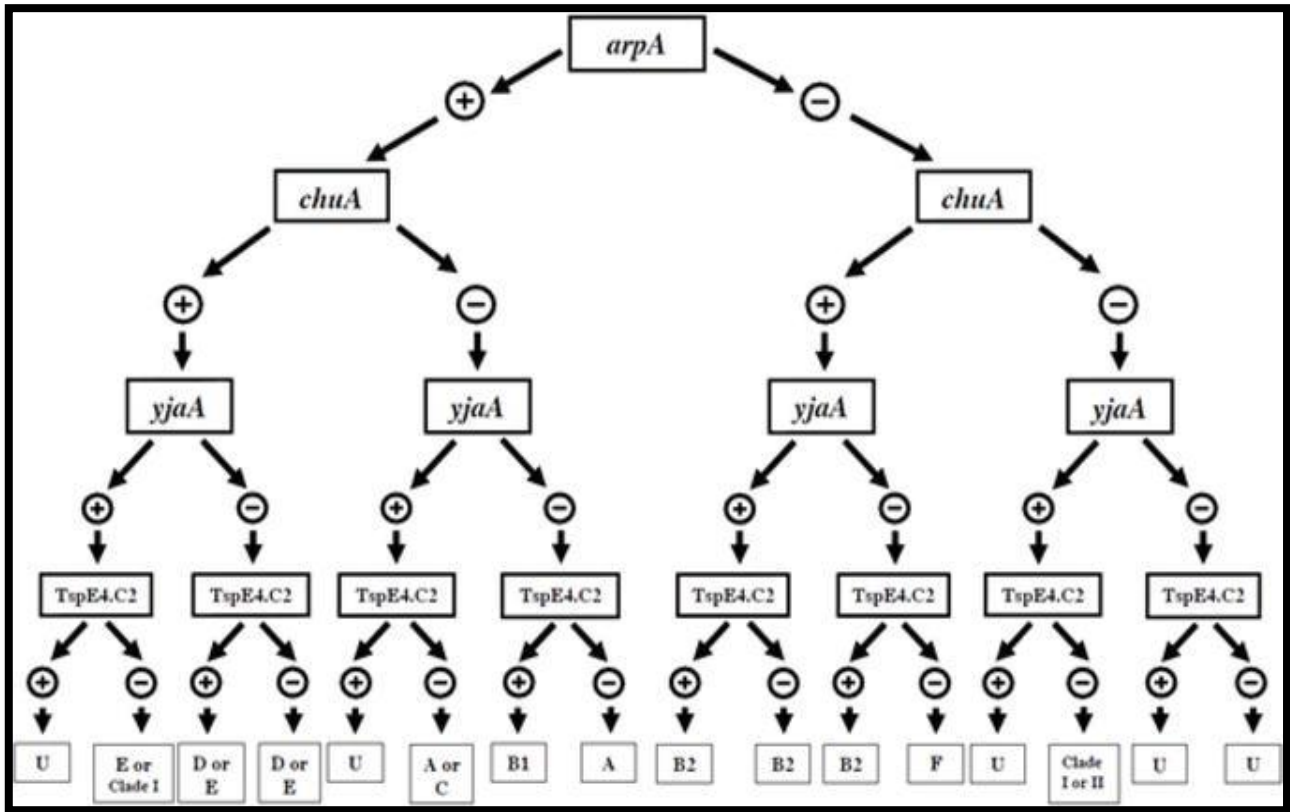 arpA
+
−
chuA
chuA
+
−
+
−
yjaA
yjaA
yjaA
yjaA
+
−
+
−
+
−
+
−
TspE4.C2
TspE4.C2
TspE4.C2
TspE4.C2
TspE4.C2
TspE4.C2
TspE4.C2
TspE4.C2
+
−
+
−
+
−
+
−
+
−
+
−
+
−
+
−
U
E or
Clade I
D or
E
D or
E
U
A or
C
B1
A
B2
B2
B2
F
U
Clade
I or II
U
U